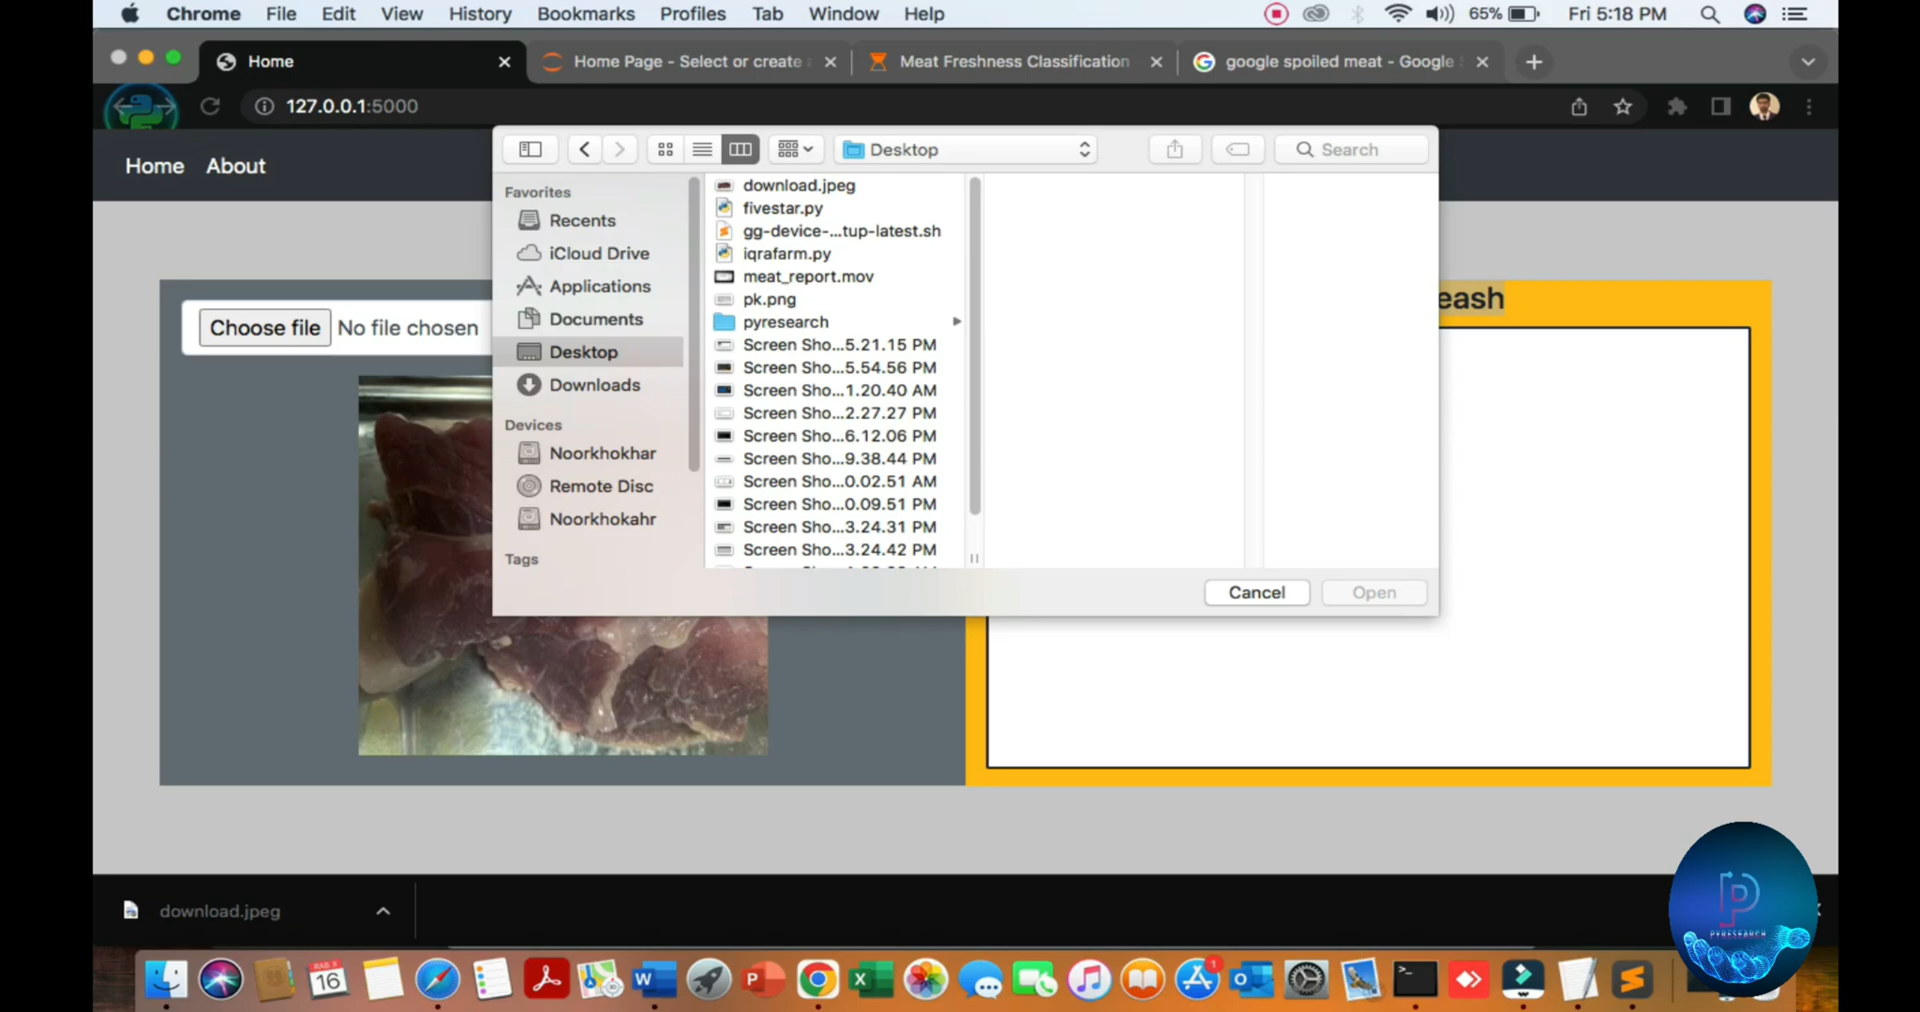 Chrome File Edit View History Bookmarks Profiles Tab Window Help 65% Fri 5:18 PM
Home Home Page - Select or create Meat Freshness Classification google spoiled meat - Google
127.0.0.1:5000
Home About
Desktop
Search
Favorites
Recents
iCloud Drive
Applications
Documents
Desktop
Downloads
Devices
Noorkhokhar
Remote Disc
Noorkhokahr
Tags
download.jpeg
fivestar.py
gg-device-...tup-latest.sh
iqrafarm.py
meat_report.mov
pk.png
pyresearch
Screen Sho...5.21.15 PM
Screen Sho...5.54.56 PM
Screen Sho...1.20.40 AM
Screen Sho...2.27.27 PM
Screen Sho...6.12.06 PM
Screen Sho...9.38.44 PM
Screen Sho...0.02.51 AM
Screen Sho...0.09.51 PM
Screen Sho...3.24.31 PM
Screen Sho...3.24.42 PM
Cancel Open
Choose file No file chosen
eash
download.jpeg
PYRESEARCH
16
1